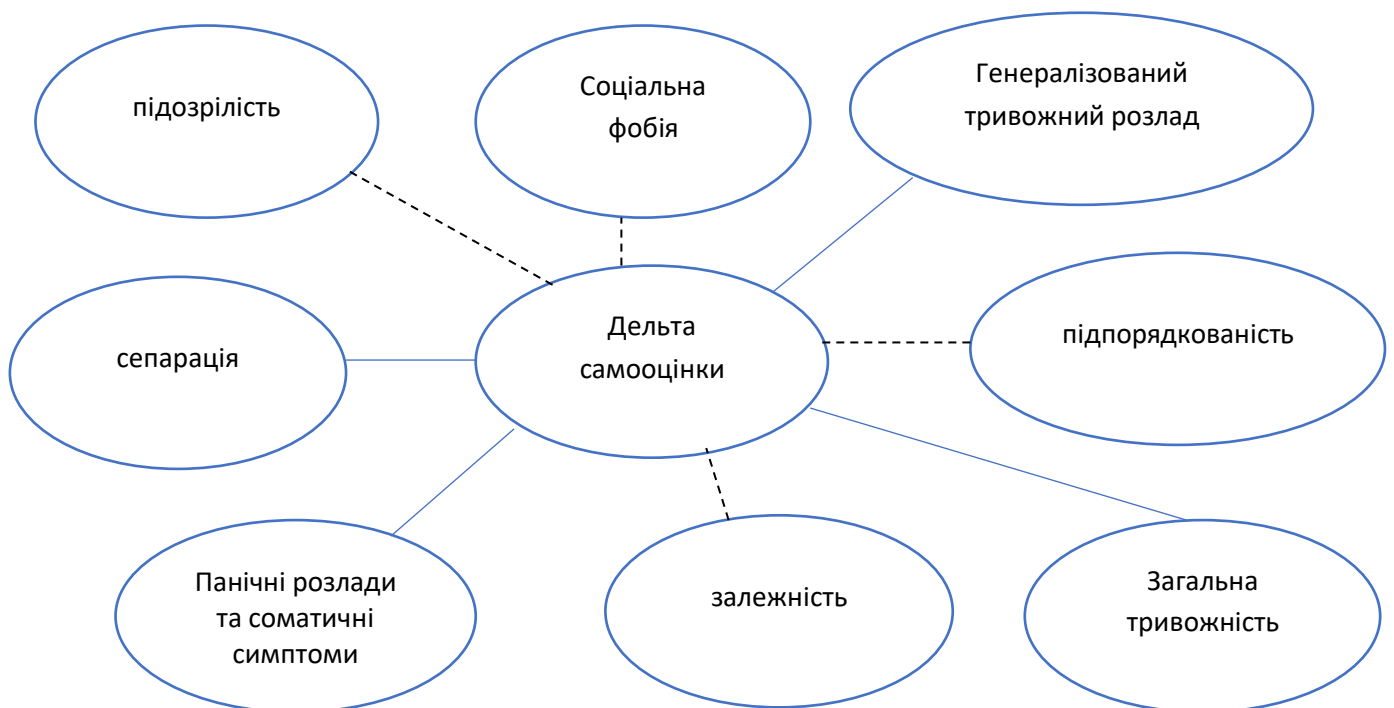 підозрілість
Соціальна
фобія
Генералізований
тривожний розлад
сепарація
Дельта
самооцінки
підпорядкованість
Панічні розлади
та соматичні
симптоми
залежність
Загальна
тривожність